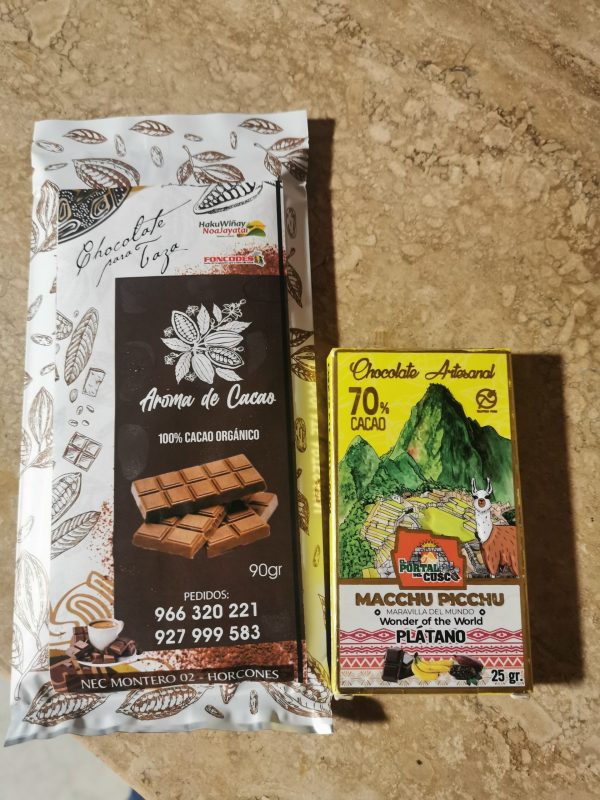 Chocolate
para
Taza
HakuWiñay
NoaJayatai
FONCODES
Aroma de Cacao
100% CACAO ORGÁNICO
90gr
PEDIDOS:
966 320 221
927 999 583
NEC MONTERO 02 - HORCONES
Chocolate Artesanal
70%
CACAO
EL PORTAL
DEL CUSCO
MACCHU PICCHU
MARAVILLA DEL MUNDO
Wonder of the World
PLÁTANO
25 gr.